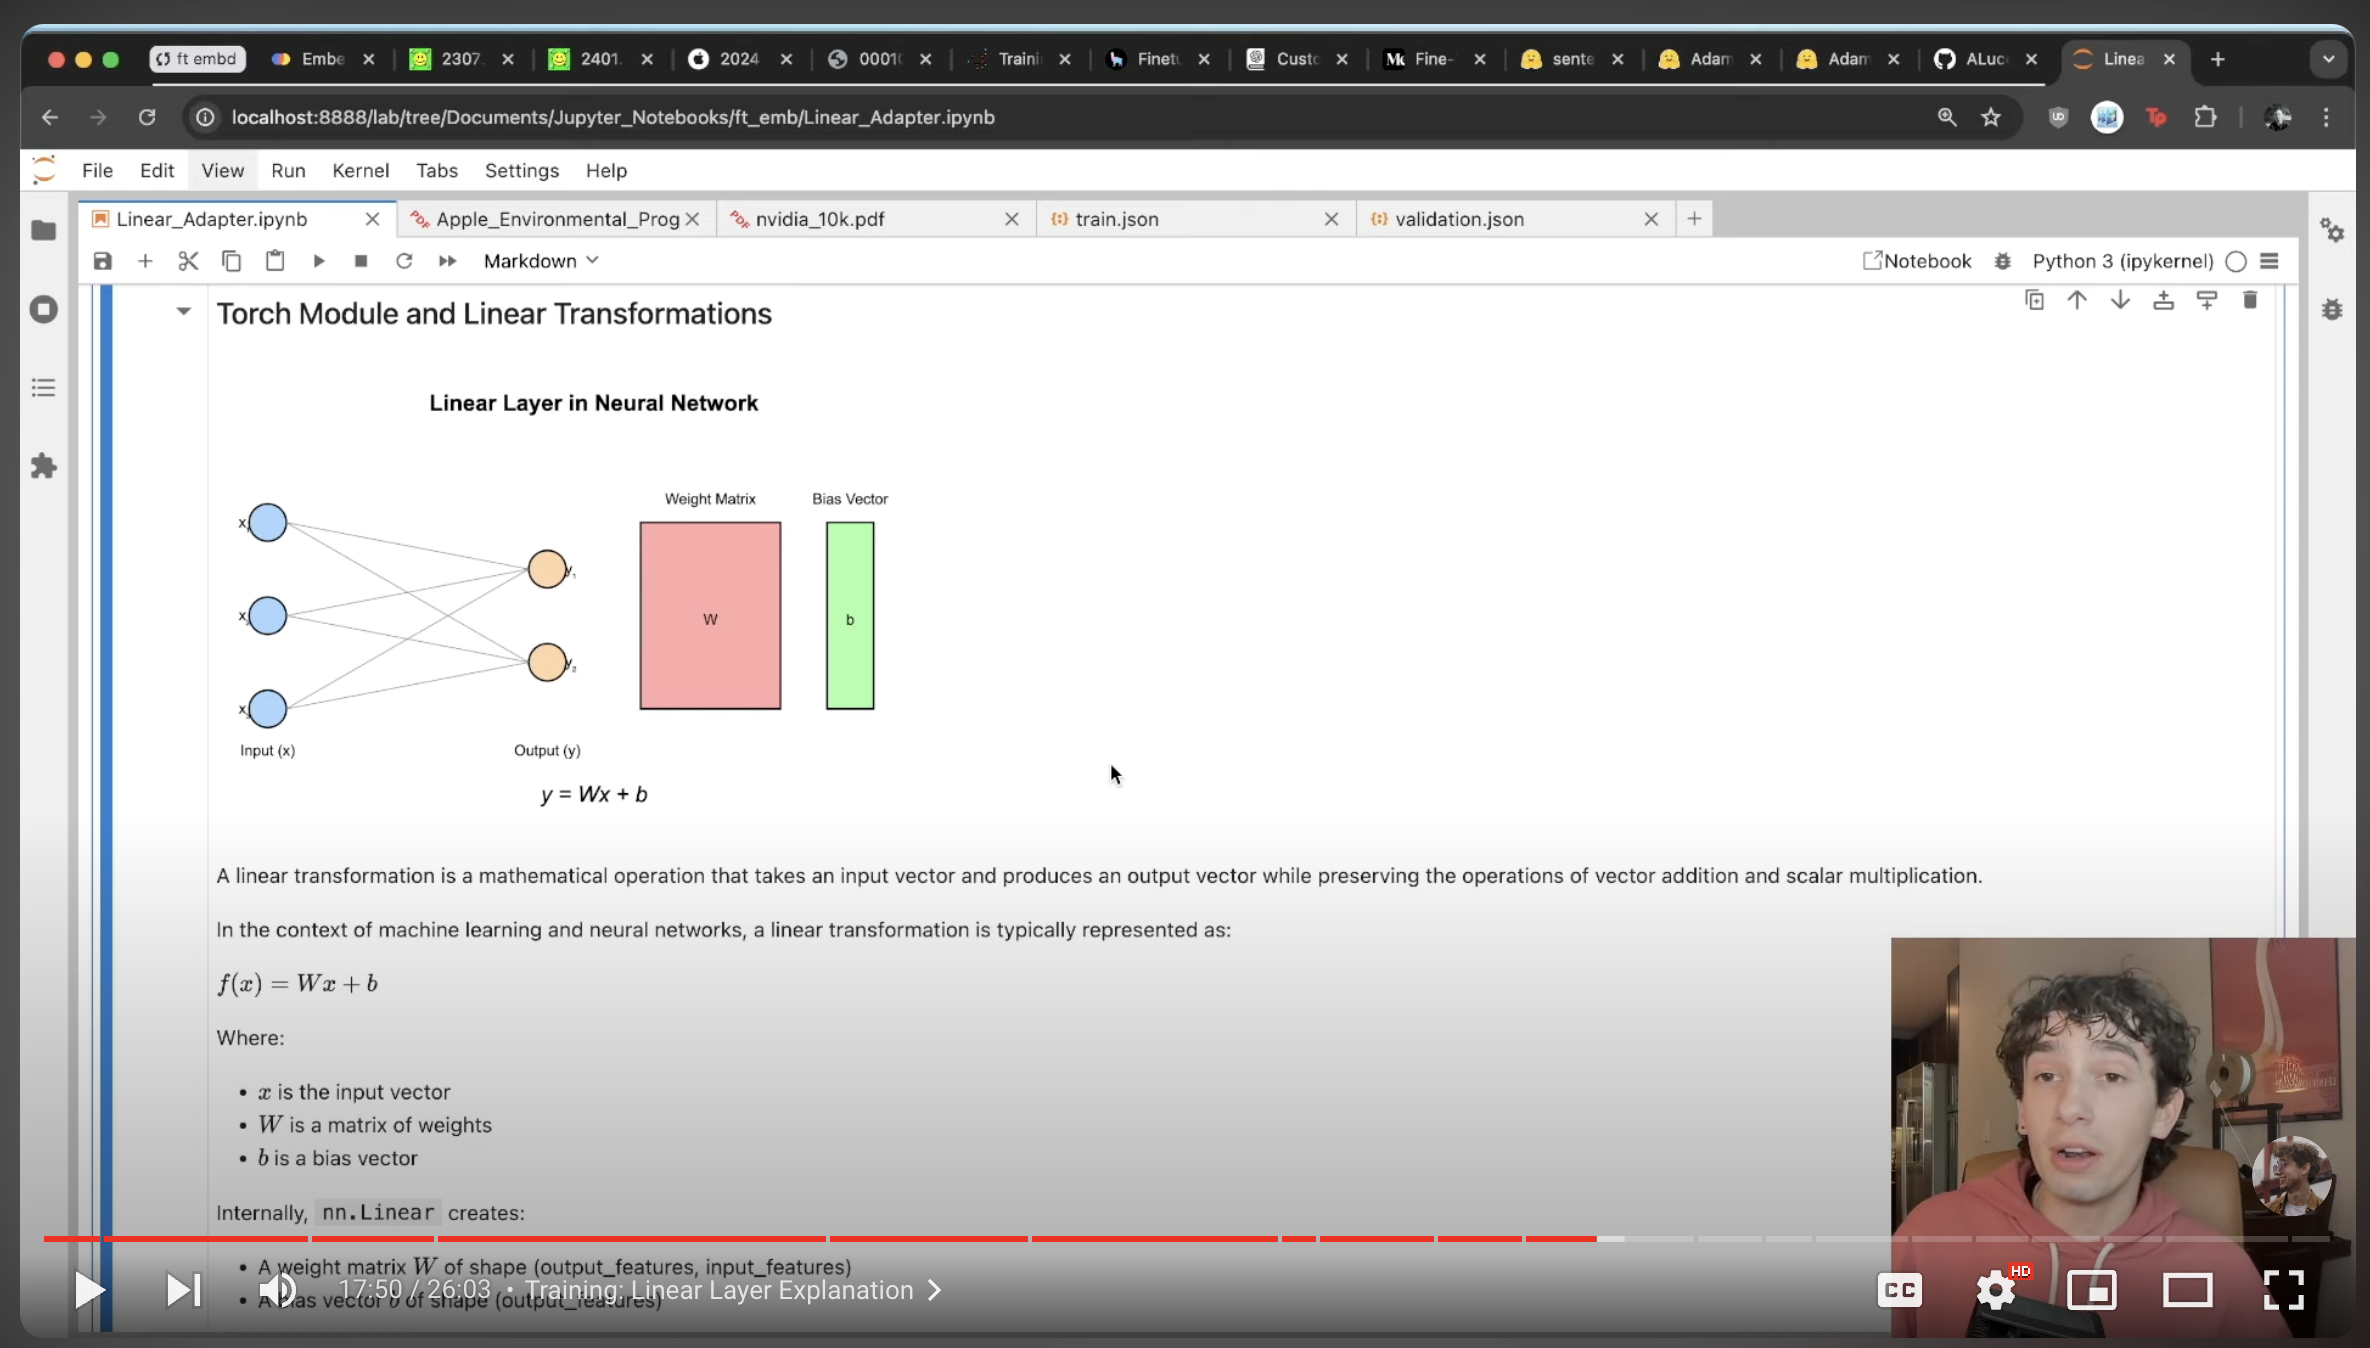 ft embd
Embe
2307
2401.
2024
Traini
Custo
Fine-
sente
Adam
Adam
ALuc
Linea
localhost:8888/lab/tree/Documents/Jupyter_Notebooks/ft_emb/Linear_Adapter.ipynb
File Edit View Run Kernel Tabs Settings Help
Linear_Adapter.ipynb
Apple_Environmental_Prog
nvidia_10k.pdf
train.json
validation.json
Markdown
Notebook
Python 3 (ipykernel)
Torch Module and Linear Transformations
Linear Layer in Neural Network
Weight Matrix
Bias Vector
W
b
Input (x)
Output (y)
y = Wx + b
A linear transformation is a mathematical operation that takes an input vector and produces an output vector while preserving the operations of vector addition and scalar multiplication.
In the context of machine learning and neural networks, a linear transformation is typically represented as:
f(x) = Wx + b
Where:
• x is the input vector
• W is a matrix of weights
• b is a bias vector
Internally, nn.Linear creates:
• A weight matrix W of shape (output_features, input_features)
• A bias vector b of shape (output_features)
17:50 / 26:03 • Training: Linear Layer Explanation
CC
HD